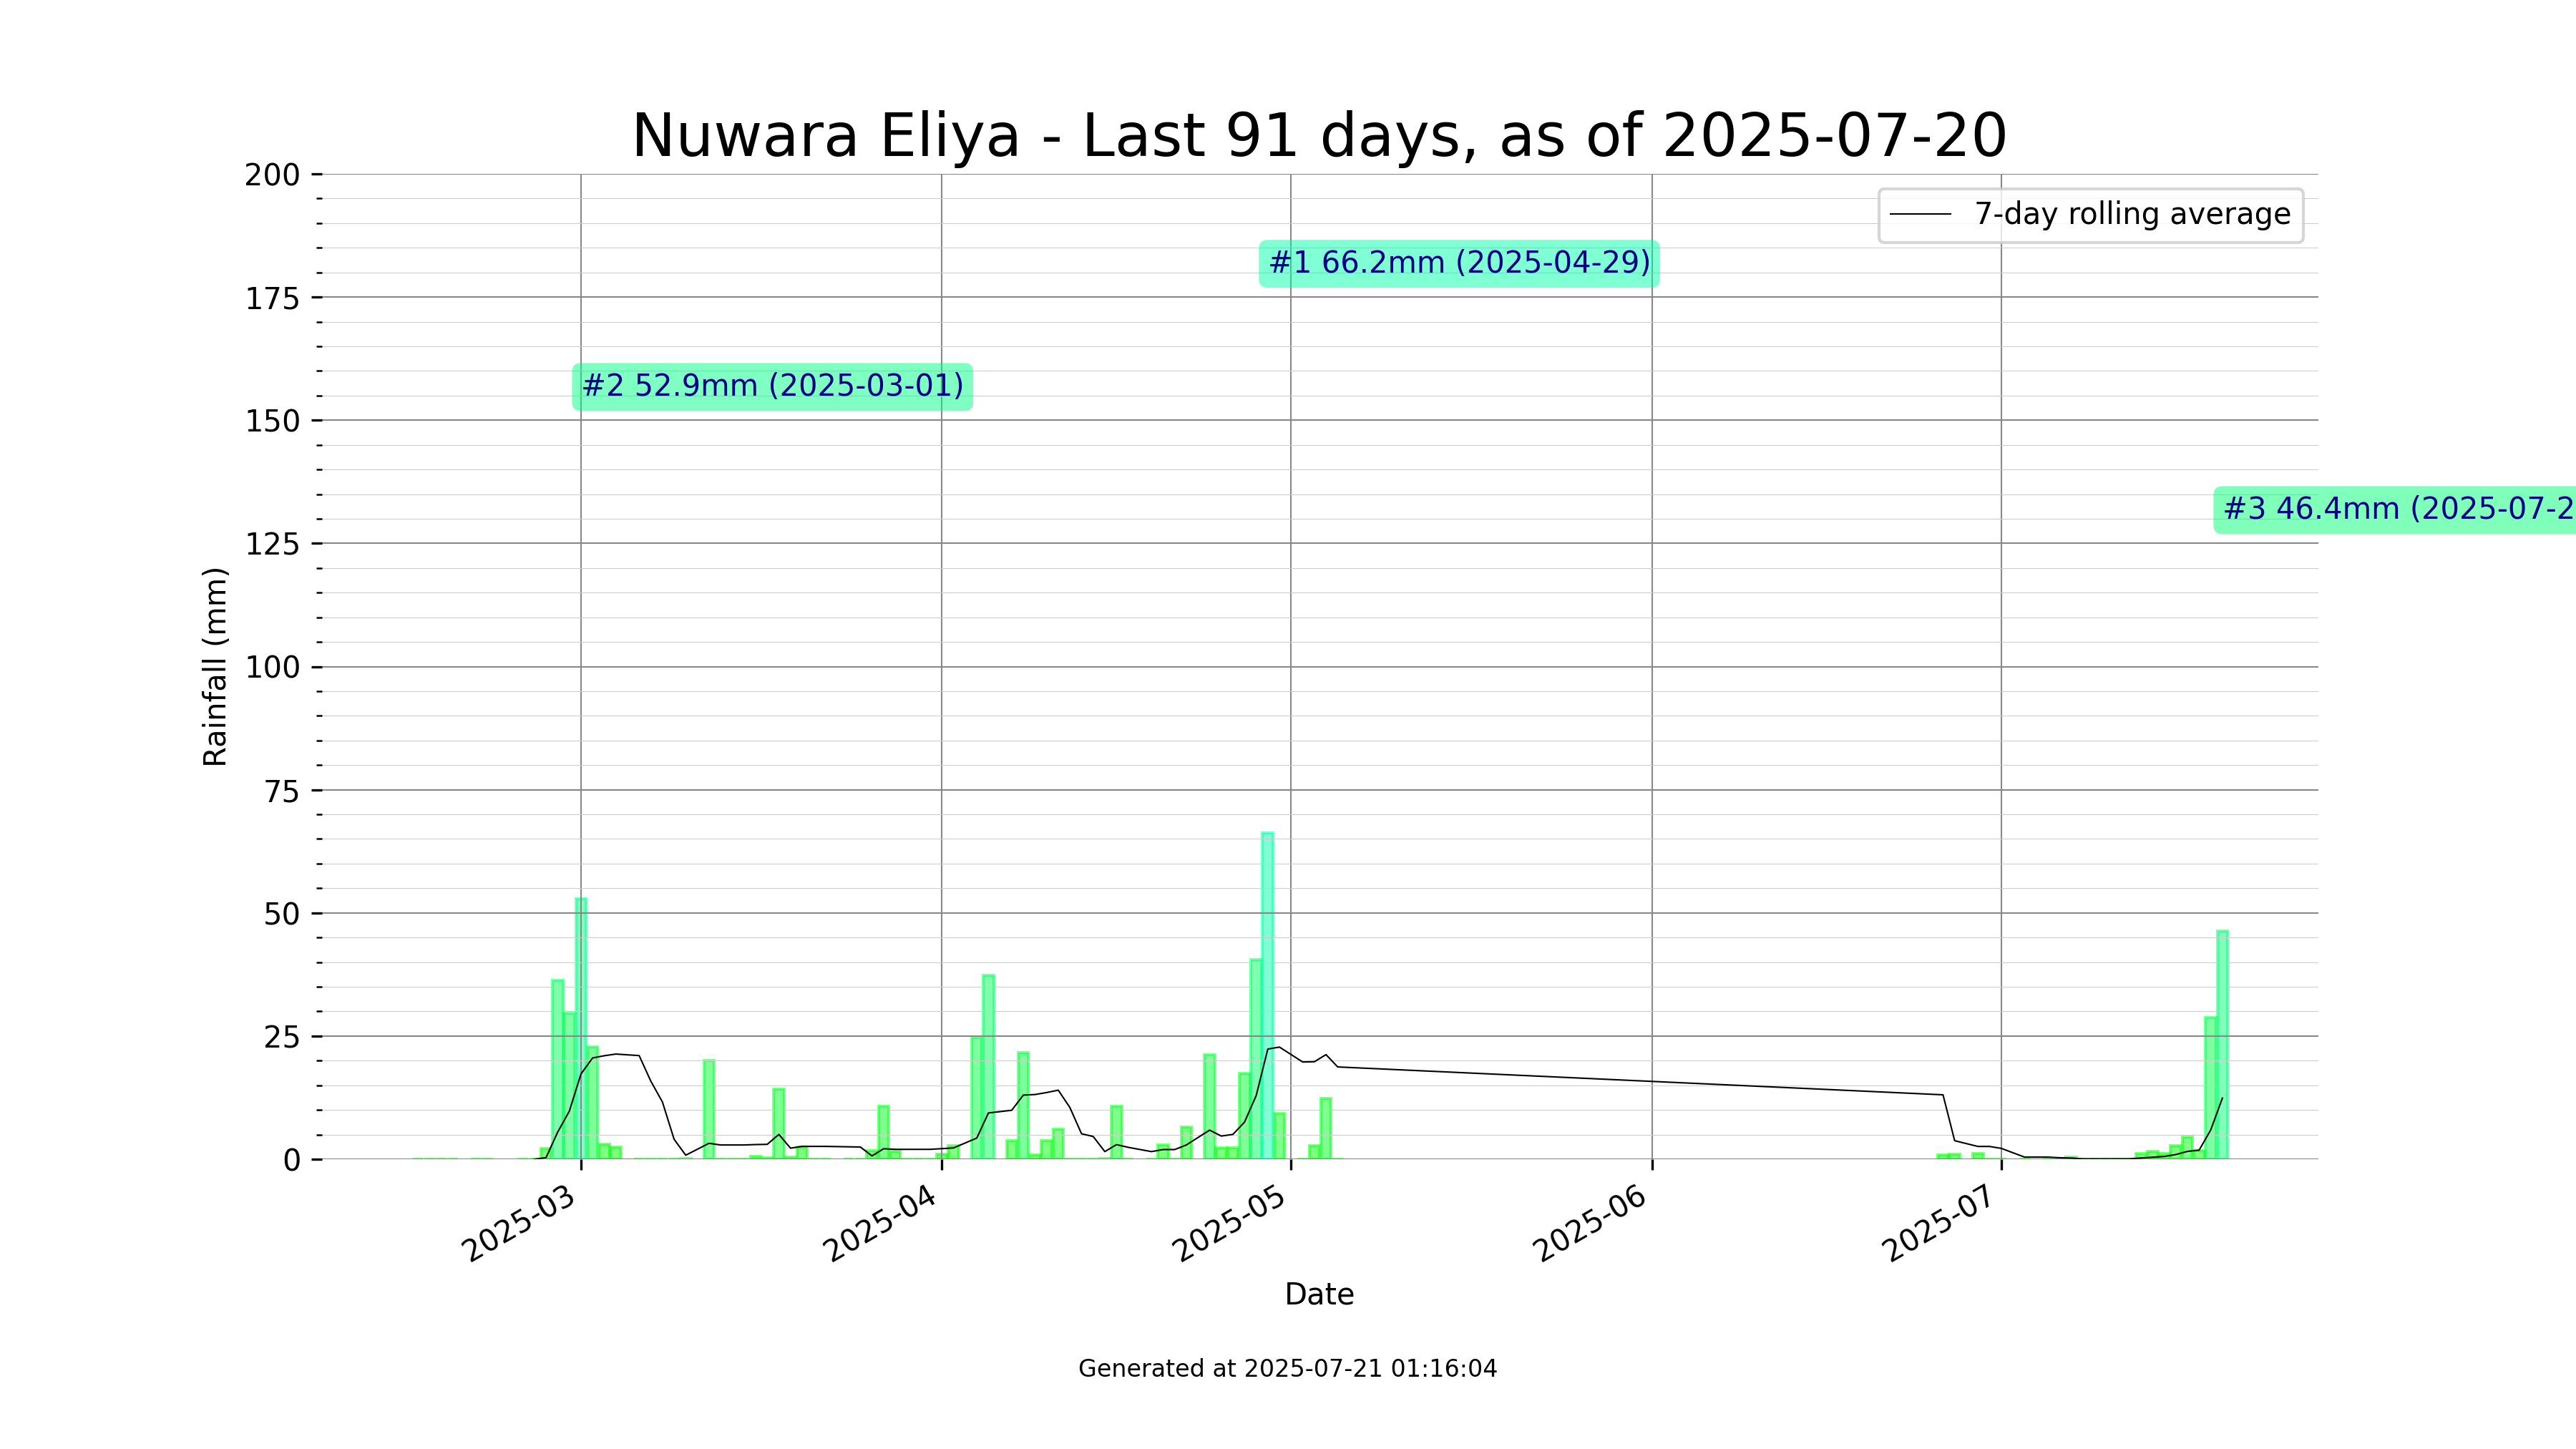 Nuwara Eliya - Last 91 days, as of 2025-07-20
200
175
150
125
100
75
50
25
0
Rainfall (mm)
7-day rolling average
#1 66.2mm (2025-04-29)
#2 52.9mm (2025-03-01)
#3 46.4mm (2025-07-2
2025-03
2025-04
2025-05
2025-06
2025-07
Date
Generated at 2025-07-21 01:16:04